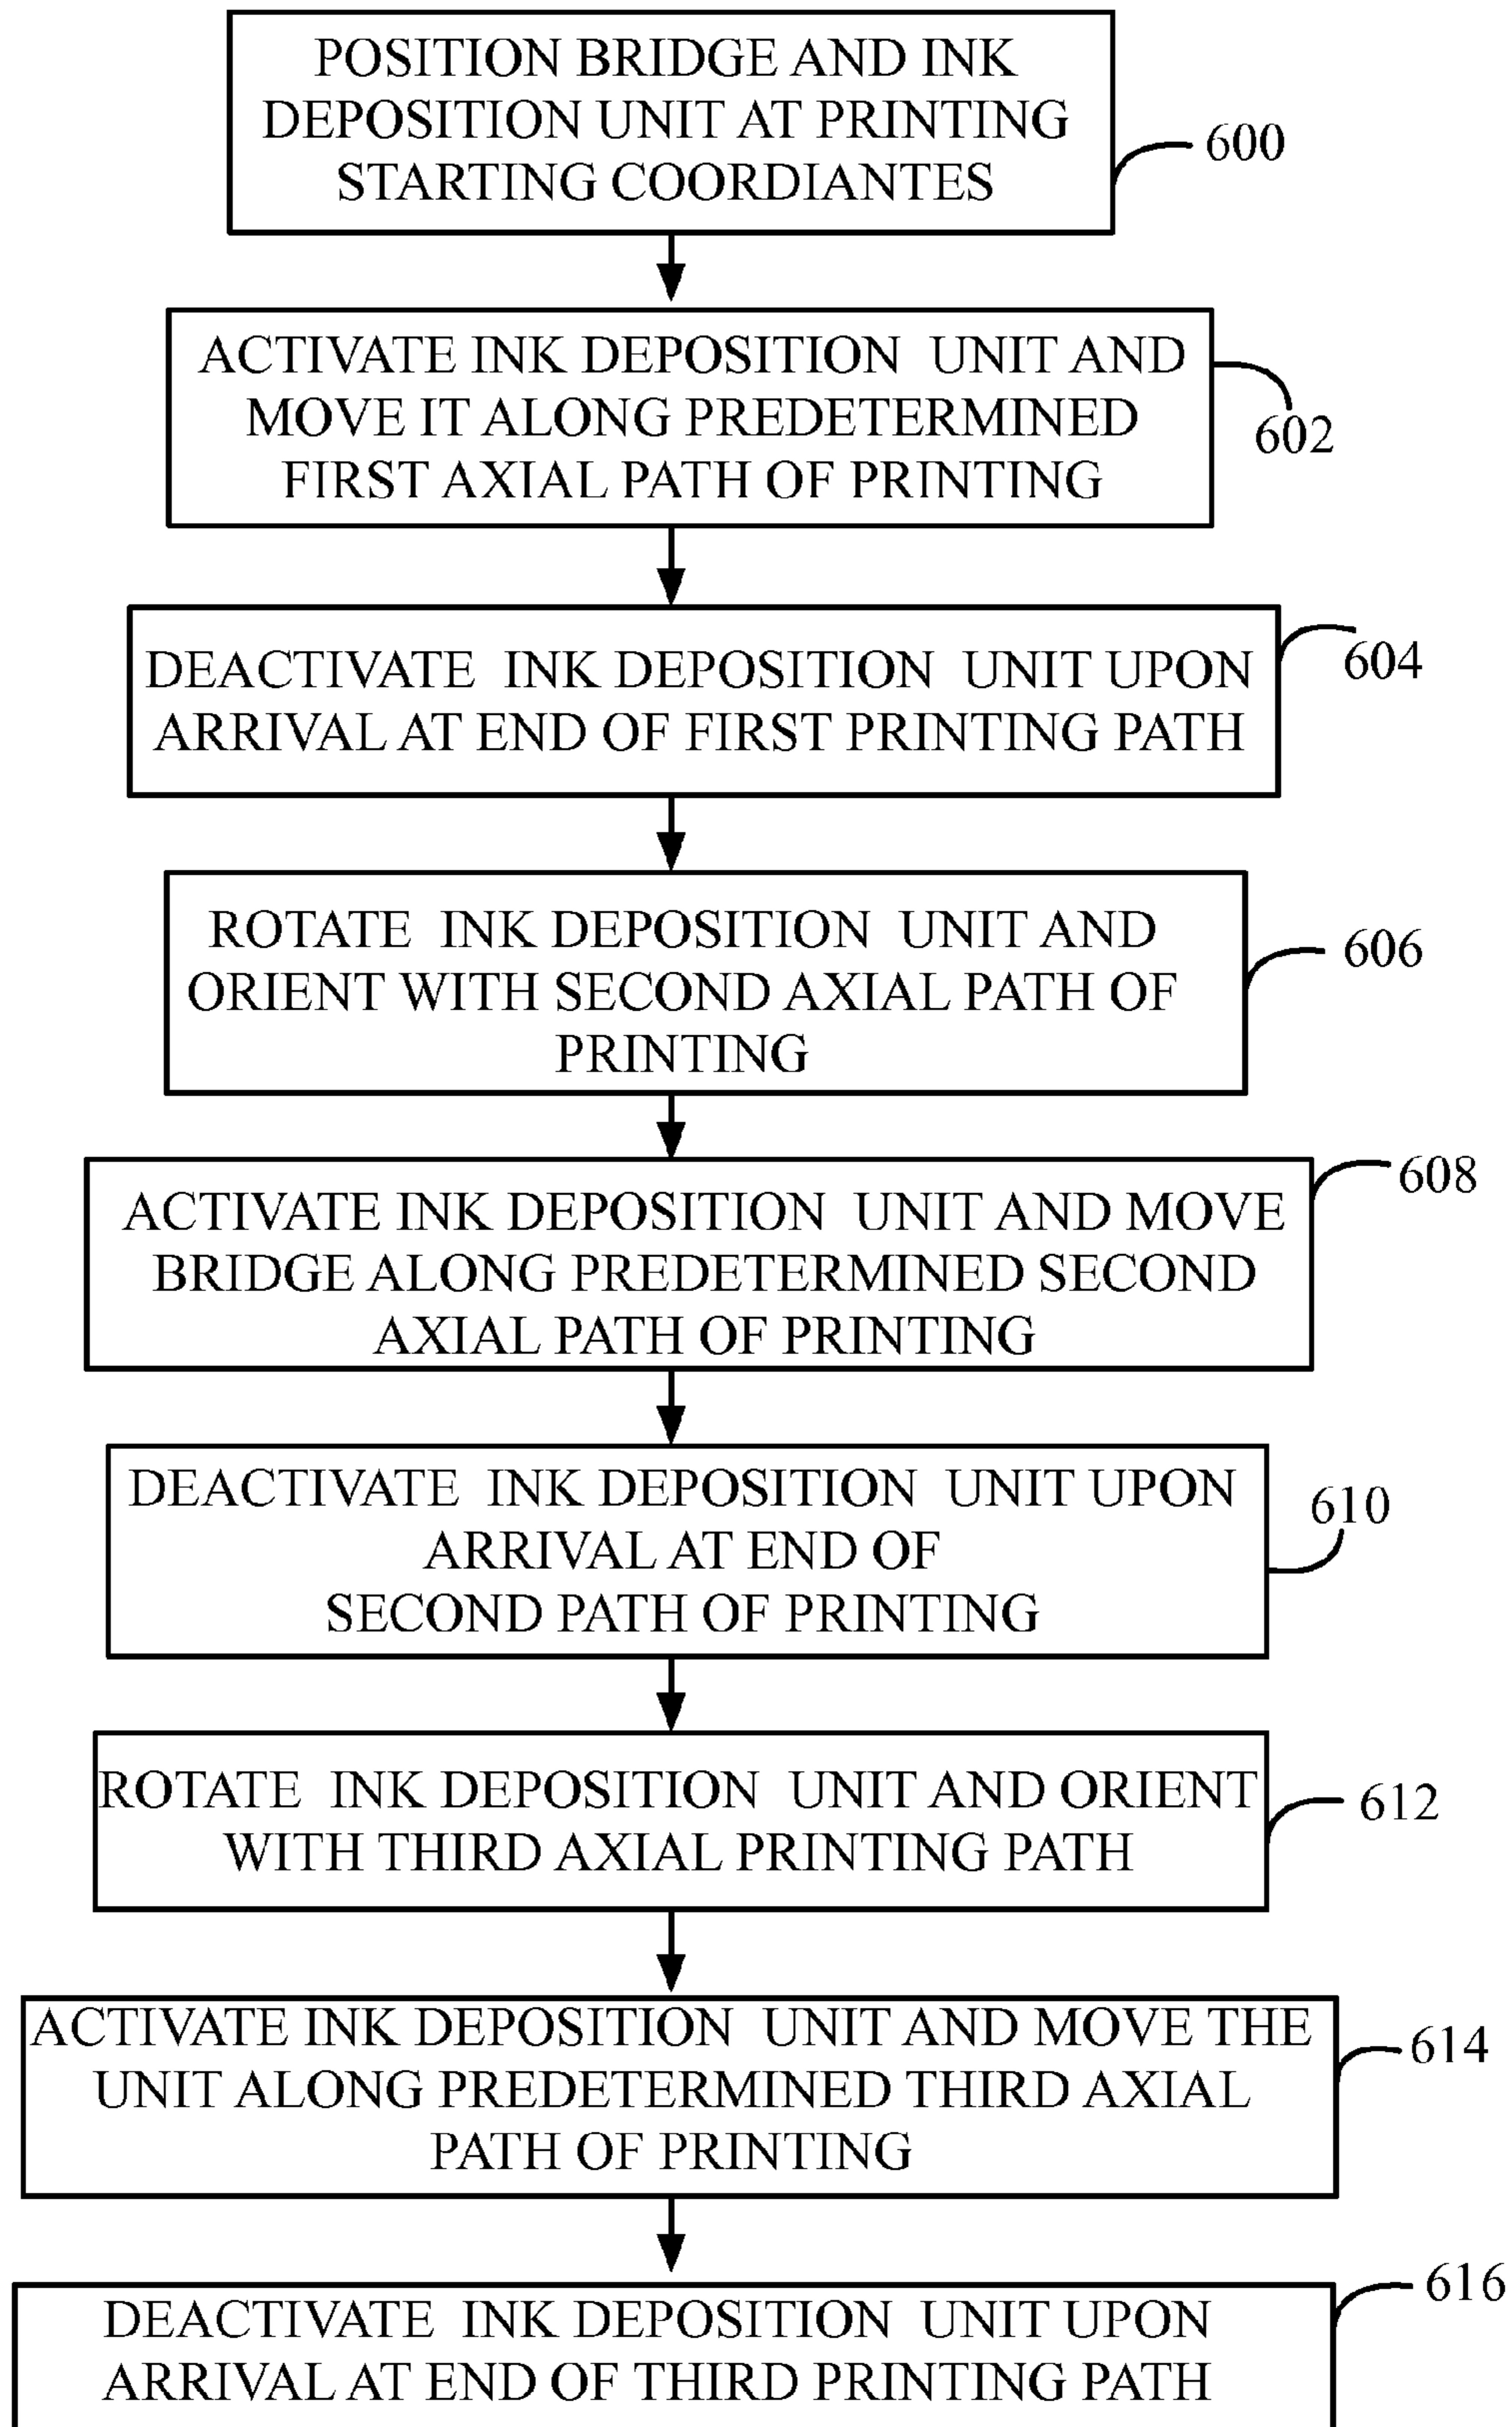 POSITION BRIDGE AND INK
DEPOSITION UNIT AT PRINTING
STARTING COORDIANTES
600
ACTIVATE INK DEPOSITION UNIT AND
MOVE IT ALONG PREDETERMINED
FIRST AXIAL PATH OF PRINTING
602
DEACTIVATE INK DEPOSITION UNIT UPON
ARRIVAL AT END OF FIRST PRINTING PATH
604
ROTATE INK DEPOSITION UNIT AND
ORIENT WITH SECOND AXIAL PATH OF
PRINTING
606
ACTIVATE INK DEPOSITION UNIT AND MOVE
BRIDGE ALONG PREDETERMINED SECOND
AXIAL PATH OF PRINTING
608
DEACTIVATE INK DEPOSITION UNIT UPON
ARRIVAL AT END OF
SECOND PATH OF PRINTING
610
ROTATE INK DEPOSITION UNIT AND ORIENT
WITH THIRD AXIAL PRINTING PATH
612
ACTIVATE INK DEPOSITION UNIT AND MOVE THE
UNIT ALONG PREDETERMINED THIRD AXIAL
PATH OF PRINTING
614
DEACTIVATE INK DEPOSITION UNIT UPON
ARRIVAL AT END OF THIRD PRINTING PATH
616